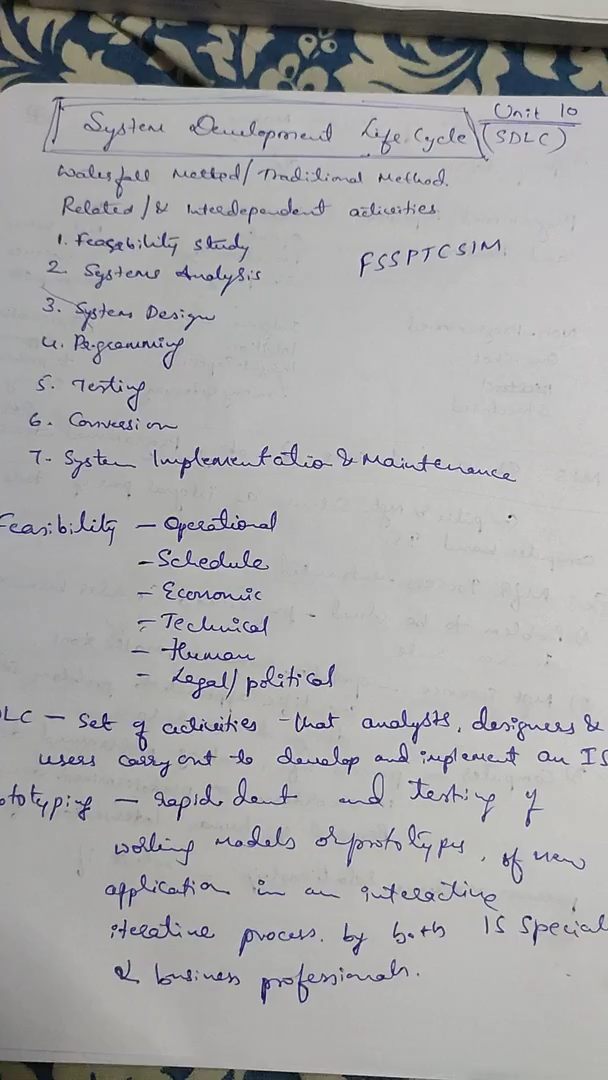 Unit 10
System Development Life Cycle (SDLC)
Waterfall Method/Traditional Method.
Related/& Interdependent activities
1. Feasability study
FSSPTCSIM.
2. Systems Analysis
3. System Design
4. Programming
5. Testing
6. Conversion
7. System Implementation & Maintenance
Feasibility - Operational
- Schedule
- Economic
- Technical
- Human
- Legal/political
DLC - Set of activities that analysts, designers &
users carry out to develop and implement an IS
ototyping - rapid and testing of
working models or prototypes, of new
application in an interactive
iterative process by both IS special
& business professionals.